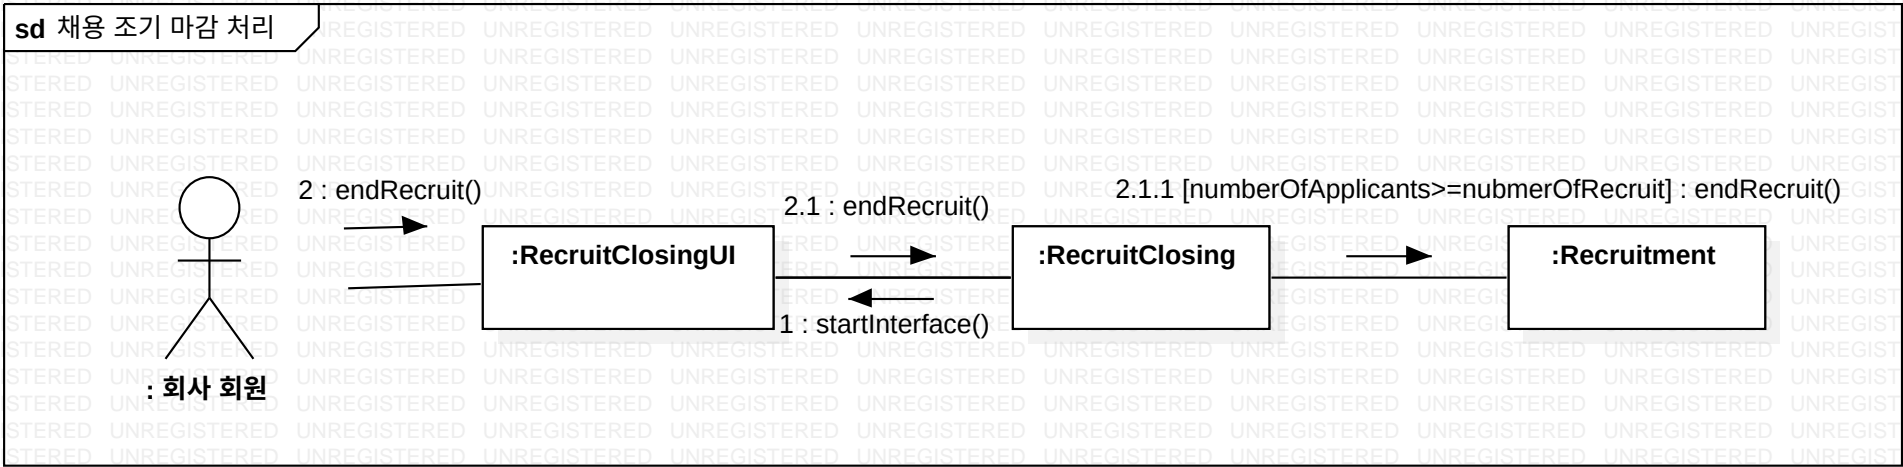 sd 채용 조기 마감 처리
2 : endRecruit()
2.1 : endRecruit()
2.1.1 [numberOfApplicants>=nubmerOfRecruit] : endRecruit()
:RecruitClosingUI
:RecruitClosing
:Recruitment
1 : startInterface()
: 회사 회원
UNREGISTERED